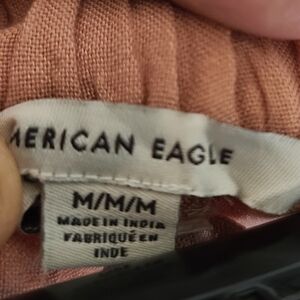 MERICAN EAGLE
M/M/M
MADE IN INDIA
FABRIQUÉ EN
INDE